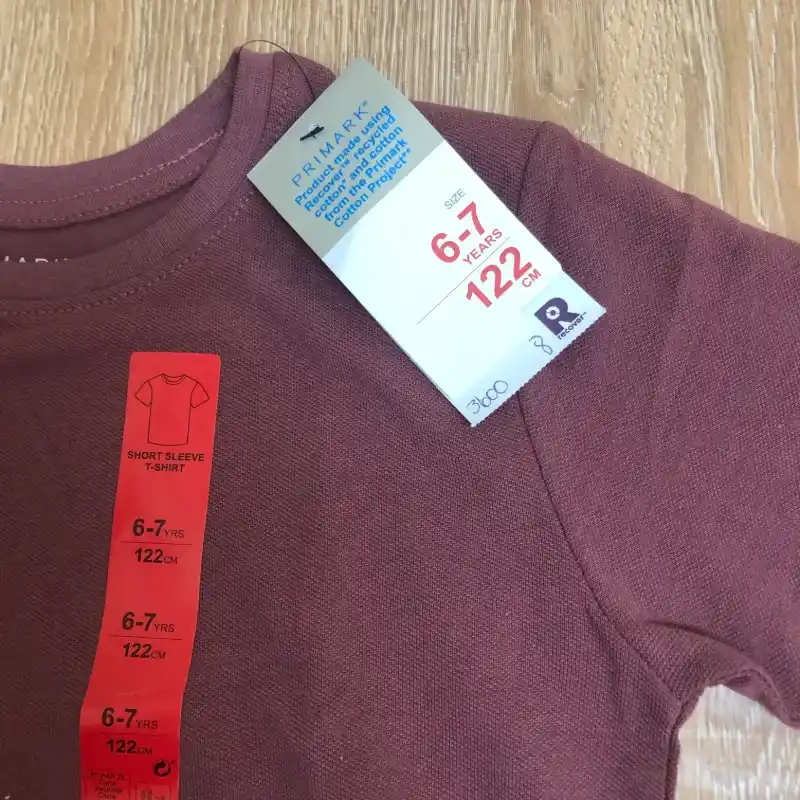 PRIMARK®
Product made using
Recover™ recycled
cotton* and cotton
from the Primark
Cotton Project**
SIZE
6-7
YEARS
122
CM
R
recover™
8
3600
SHORT SLEEVE
T-SHIRT
6-7YRS
122CM
6-7YRS
122CM
6-7YRS
122CM